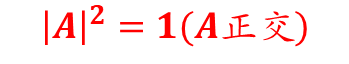 |A|² = 1(A正交)